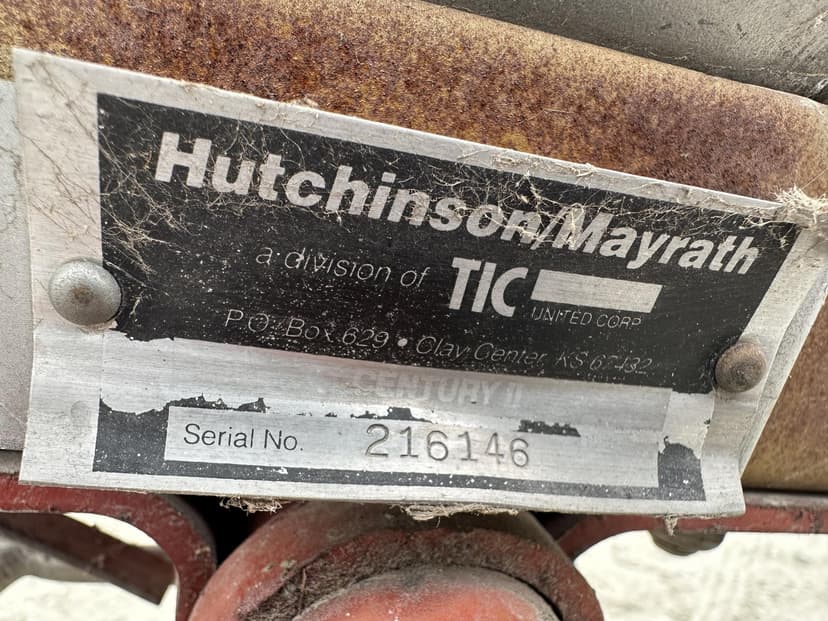 Hutchinson/Mayrath
a division of TIC UNITED CORP
P.O. Box 629 • Clay Center, KS 67432
CENTURY II
Serial No. 216146